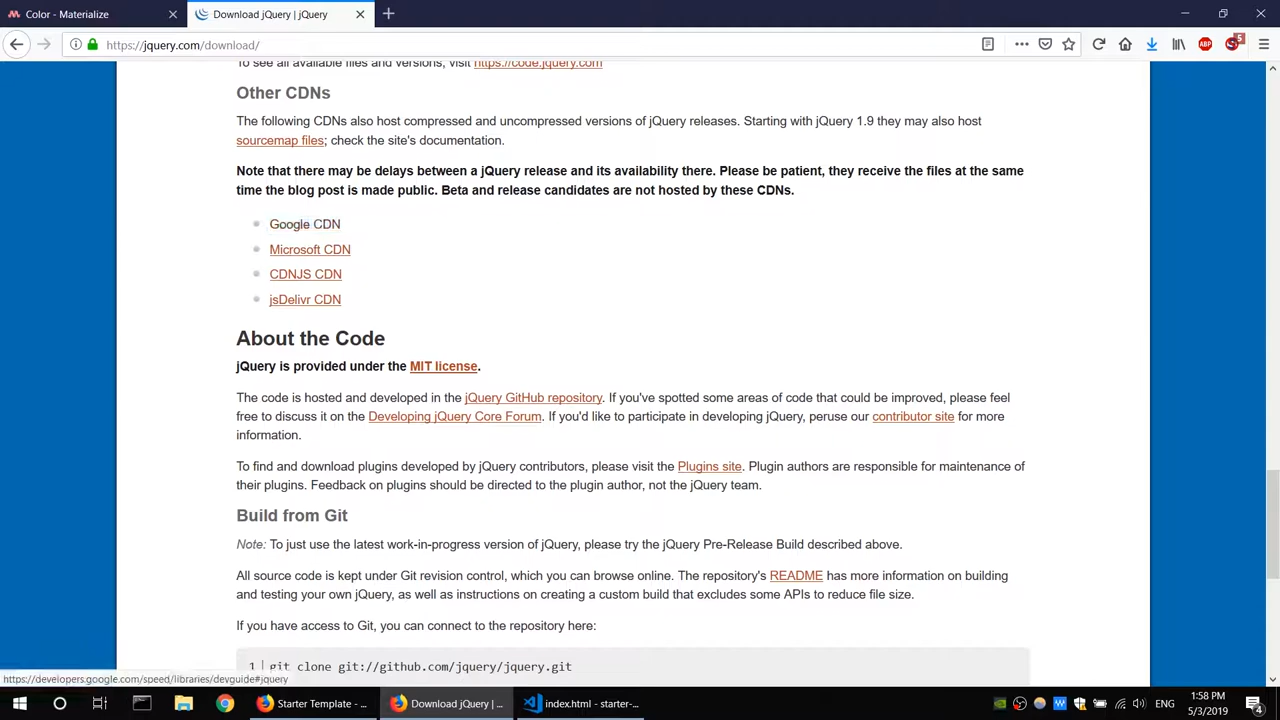 Color - Materialize
Download jQuery | jQuery
https://jquery.com/download/
ABP
5
To see all available files and versions, visit https://code.jquery.com
Other CDNs
The following CDNs also host compressed and uncompressed versions of jQuery releases. Starting with jQuery 1.9 they may also host
sourcemap files; check the site's documentation.
Note that there may be delays between a jQuery release and its availability there. Please be patient, they receive the files at the same
time the blog post is made public. Beta and release candidates are not hosted by these CDNs.
Google CDN
Microsoft CDN
CDNJS CDN
jsDelivr CDN
About the Code
jQuery is provided under the MIT license.
The code is hosted and developed in the jQuery GitHub repository. If you've spotted some areas of code that could be improved, please feel
free to discuss it on the Developing jQuery Core Forum. If you'd like to participate in developing jQuery, peruse our contributor site for more
information.
To find and download plugins developed by jQuery contributors, please visit the Plugins site. Plugin authors are responsible for maintenance of
their plugins. Feedback on plugins should be directed to the plugin author, not the jQuery team.
Build from Git
Note: To just use the latest work-in-progress version of jQuery, please try the jQuery Pre-Release Build described above.
All source code is kept under Git revision control, which you can browse online. The repository's README has more information on building
and testing your own jQuery, as well as instructions on creating a custom build that excludes some APIs to reduce file size.
If you have access to Git, you can connect to the repository here:
1 git clone git://github.com/jquery/jquery.git
https://developers.google.com/speed/libraries/devguide#jquery
Starter Template - ...
Download jQuery | ...
index.html - starter-...
ENG
1:58 PM
5/3/2019
4